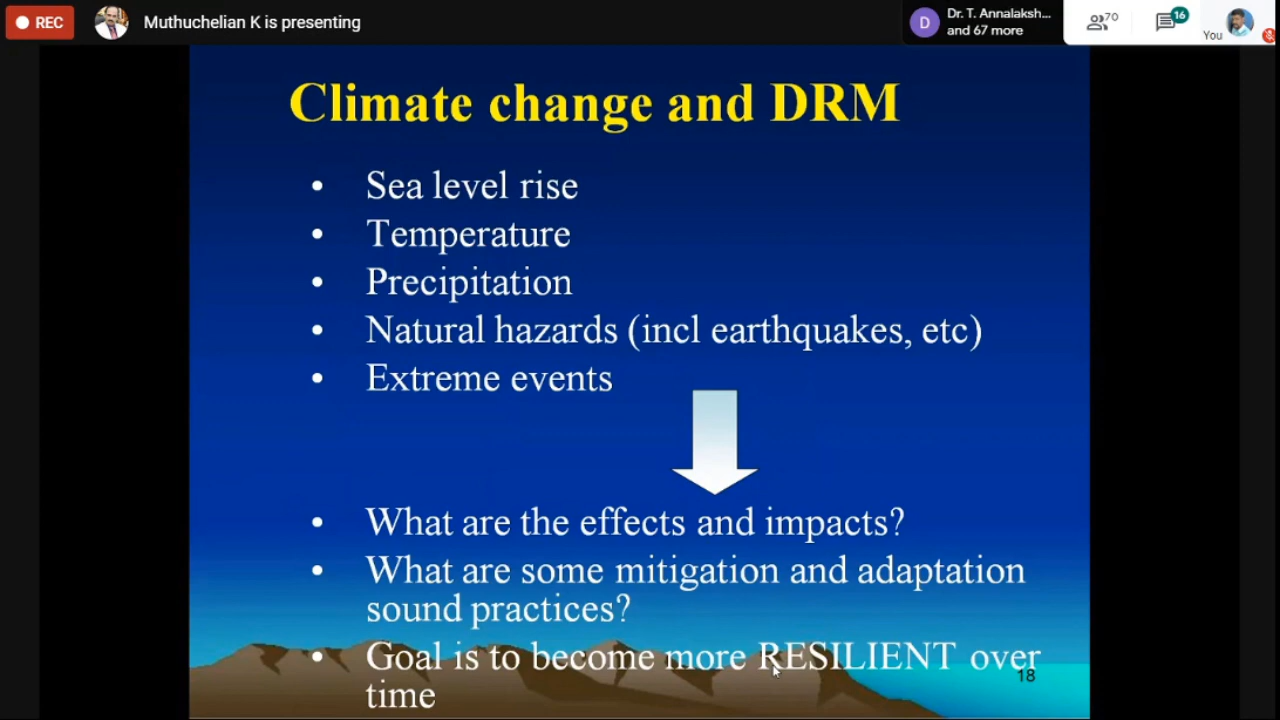 REC
Muthuchelian K is presenting
D
Dr. T. Annalaksh...
and 67 more
70
16
You
Climate change and DRM
• Sea level rise
• Temperature
• Precipitation
• Natural hazards (incl earthquakes, etc)
• Extreme events
• What are the effects and impacts?
• What are some mitigation and adaptation
sound practices?
• Goal is to become more RESILIENT over
time
18